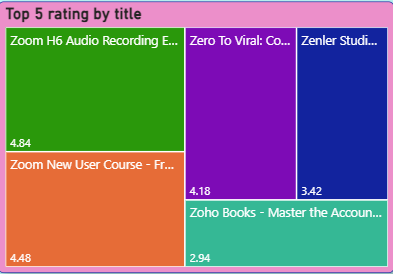 Top 5 rating by title
Zoom H6 Audio Recording E...
4.84
Zoom New User Course - Fr...
4.48
Zero To Viral: Co...
4.18
Zenler Studi...
3.42
Zoho Books - Master the Accoun...
2.94